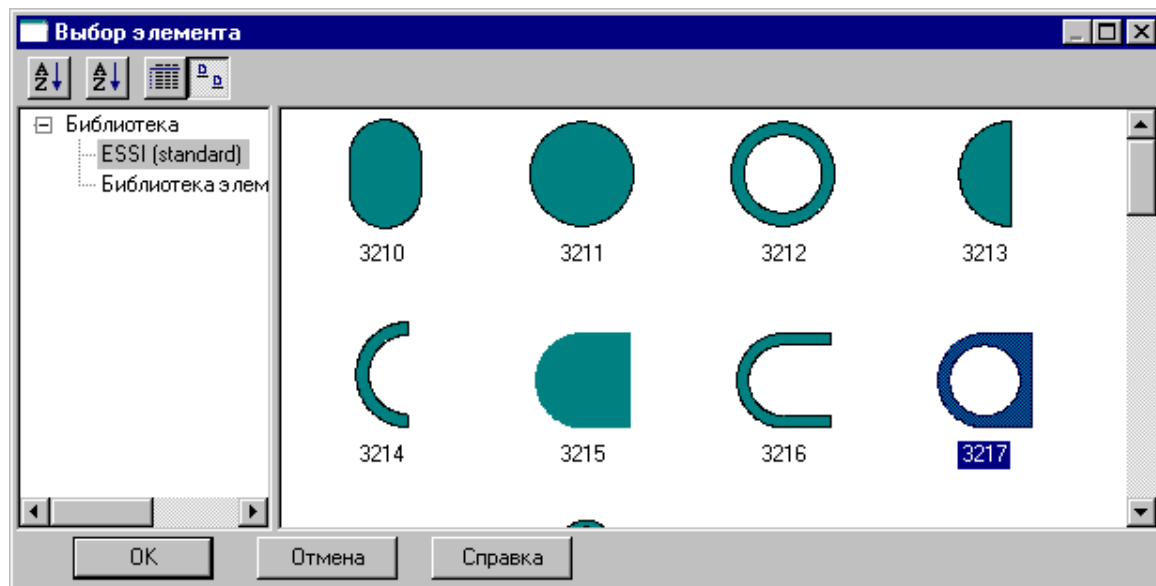 Выбор элемента
Библиотека
ESSI (standard)
Библиотека элем
3210 3211 3212 3213
3214 3215 3216 3217
OK Отмена Справка